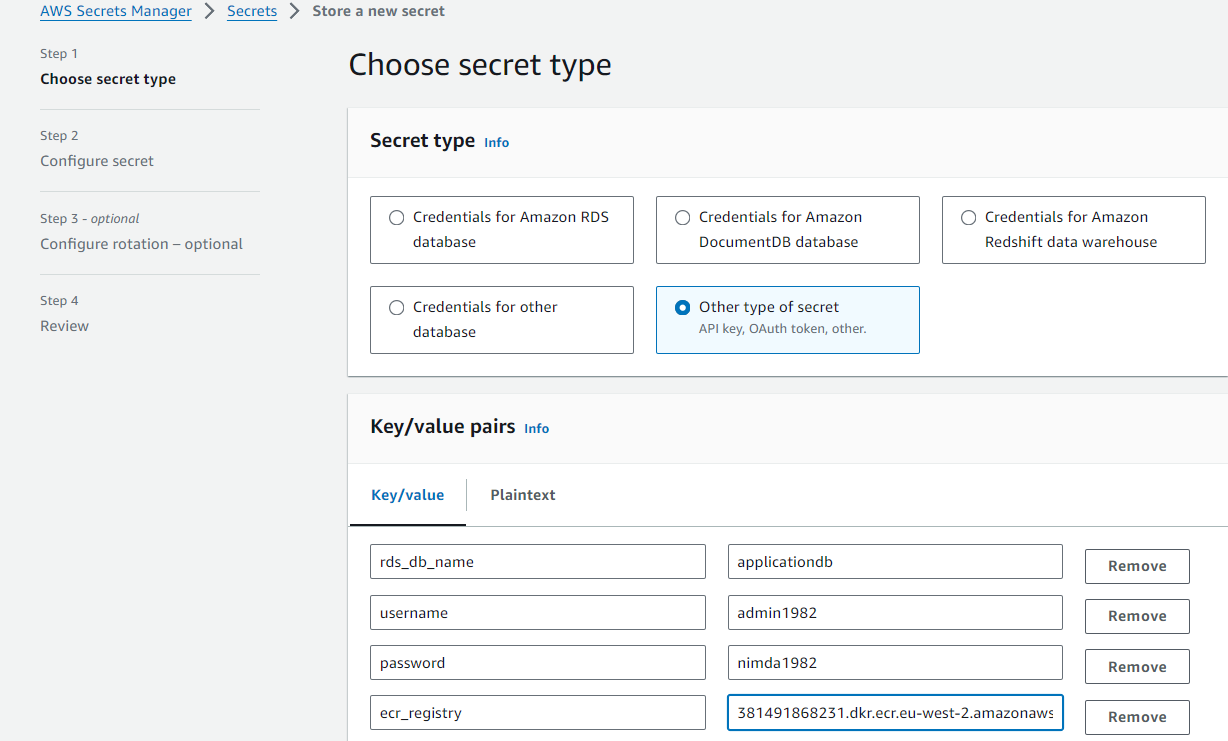 AWS Secrets Manager > Secrets > Store a new secret
Step 1
Choose secret type
Step 2
Configure secret
Step 3 - optional
Configure rotation – optional
Step 4
Review
Choose secret type
Secret type Info
Credentials for Amazon RDS
database
Credentials for Amazon
DocumentDB database
Credentials for Amazon
Redshift data warehouse
Credentials for other
database
Other type of secret
API key, OAuth token, other.
Key/value pairs Info
Key/value Plaintext
rds_db_name applicationdb Remove
username admin1982 Remove
password nimda1982 Remove
ecr_registry 381491868231.dkr.ecr.eu-west-2.amazonaws Remove